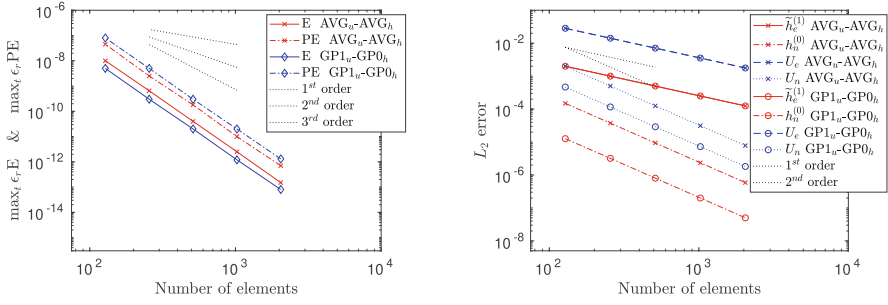 max_t ϵ_r E & max_t ϵ_r PE
10^-6
10^-8
10^-10
10^-12
10^-14
10^2
10^3
10^4
Number of elements
E AVG_u-AVG_h
PE AVG_u-AVG_h
E GP1_u-GP0_h
PE GP1_u-GP0_h
1^st order
2^nd order
3^rd order
L_2 error
10^-2
10^-4
10^-6
10^-8
10^2
10^3
10^4
Number of elements
h̃_e^(1) AVG_u-AVG_h
h_n^(0) AVG_u-AVG_h
U_e AVG_u-AVG_h
U_n AVG_u-AVG_h
h̃_e^(1) GP1_u-GP0_h
h_n^(0) GP1_u-GP0_h
U_e GP1_u-GP0_h
U_n GP1_u-GP0_h
1^st order
2^nd order